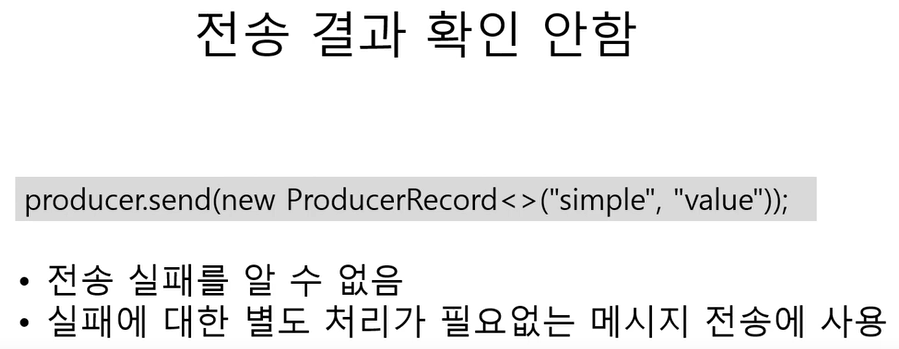 전송 결과 확인 안함
producer.send(new ProducerRecord<>("simple", "value"));
• 전송 실패를 알 수 없음
• 실패에 대한 별도 처리가 필요없는 메시지 전송에 사용